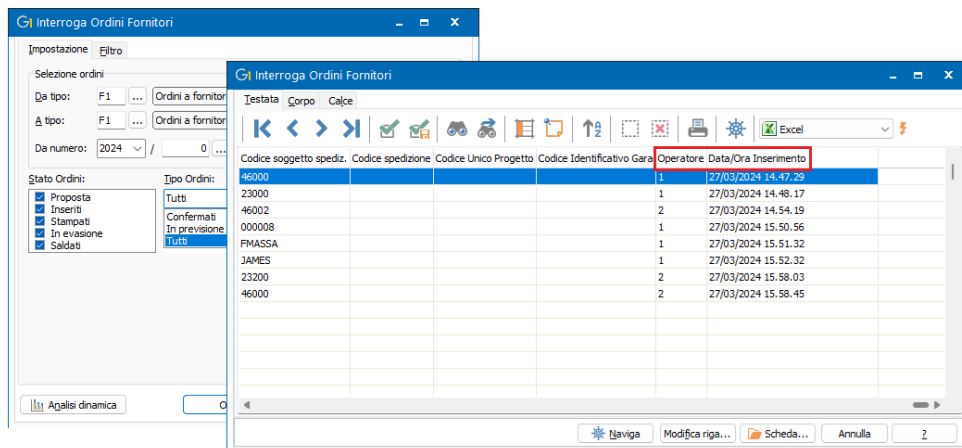 G1 Interroga Ordini Fornitori
Impostazione Filtro
Selezione ordini
Da tipo: F1 ... Ordini a fornitor
A tipo: F1 ... Ordini a fornitor
Da numero: 2024 / 0 ...
Stato Ordini: Tipo Ordini:
Proposta
Inseriti
Stampati
In evasione
Saldati
Tutti
Confermati
In previsione
Tutti
Analisi dinamica O
G1 Interroga Ordini Fornitori
Testata Corpo Calce
Excel
Codice soggetto spediz. Codice spedizione Codice Unico Progetto Codice Identificativo Gara Operatore Data/Ora Inserimento
46000 1 27/03/2024 14.47.29
23000 1 27/03/2024 14.48.17
46002 2 27/03/2024 14.54.19
000008 1 27/03/2024 15.50.56
FMASSA 1 27/03/2024 15.51.32
JAMES 1 27/03/2024 15.52.32
23200 2 27/03/2024 15.58.03
46000 2 27/03/2024 15.58.45
Naviga Modifica riga... Scheda... Annulla ?